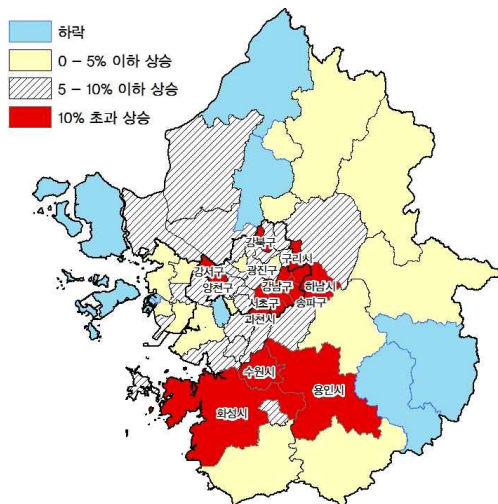 하락
0 – 5% 이하 상승
5 – 10% 이하 상승
10% 초과 상승
강북구
구리시
강서구
광진구
양천구
강남구
하남시
서초구
송파구
과천시
수원시
용인시
화성시